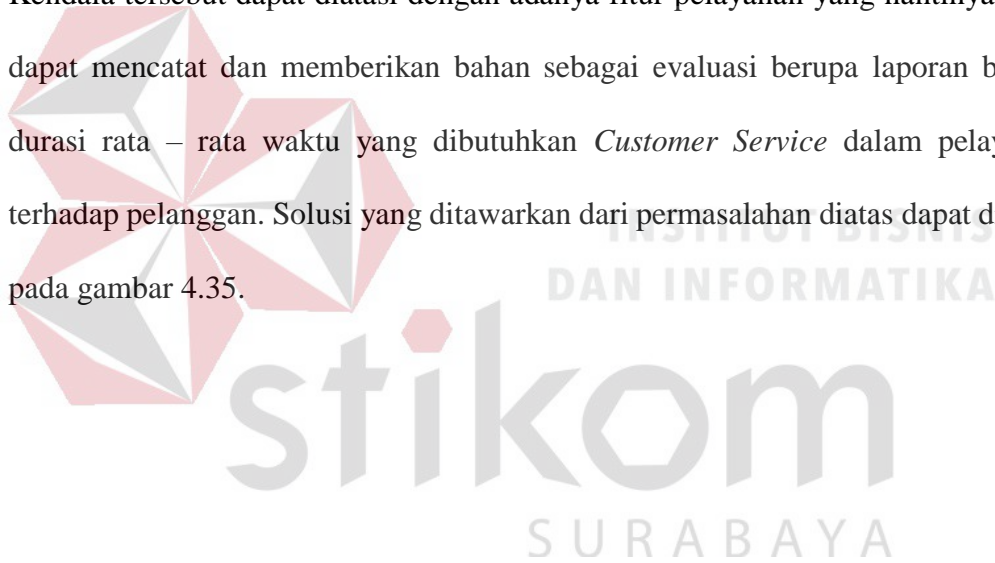 Kendala tersebut dapat diatasi dengan adanya fitur pelayanan yang nantinya
dapat mencatat dan memberikan bahan sebagai evaluasi berupa laporan b
durasi rata – rata waktu yang dibutuhkan Customer Service dalam pelay
terhadap pelanggan. Solusi yang ditawarkan dari permasalahan diatas dapat d
pada gambar 4.35.
INSTITUT BISNIS
DAN INFORMATIKA
stikom
SURABAYA